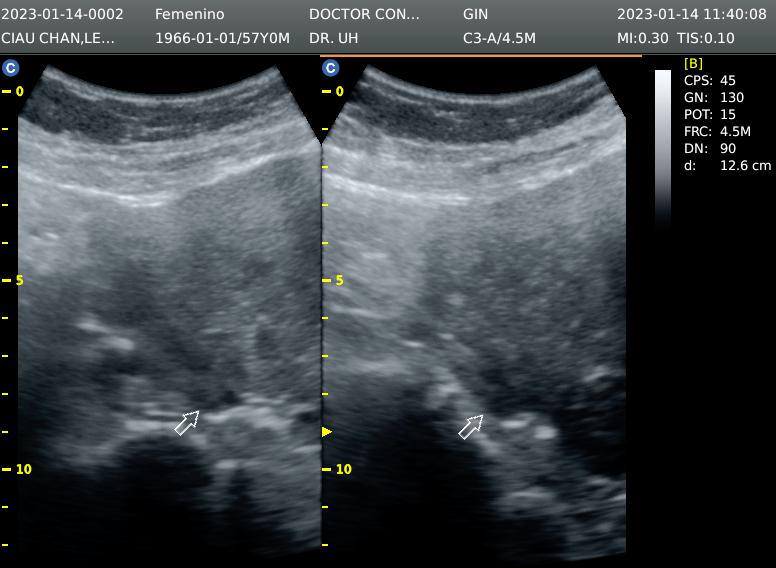 2023-01-14-0002 Femenino DOCTOR CON... GIN 2023-01-14 11:40:08
CIAU CHAN,LE... 1966-01-01/57Y0M DR. UH C3-A/4.5M MI:0.30 TIS:0.10
C C [B]
0 0
CPS: 45
GN: 130
POT: 15
FRC: 4.5M
DN: 90
d: 12.6 cm
5 5
10 10